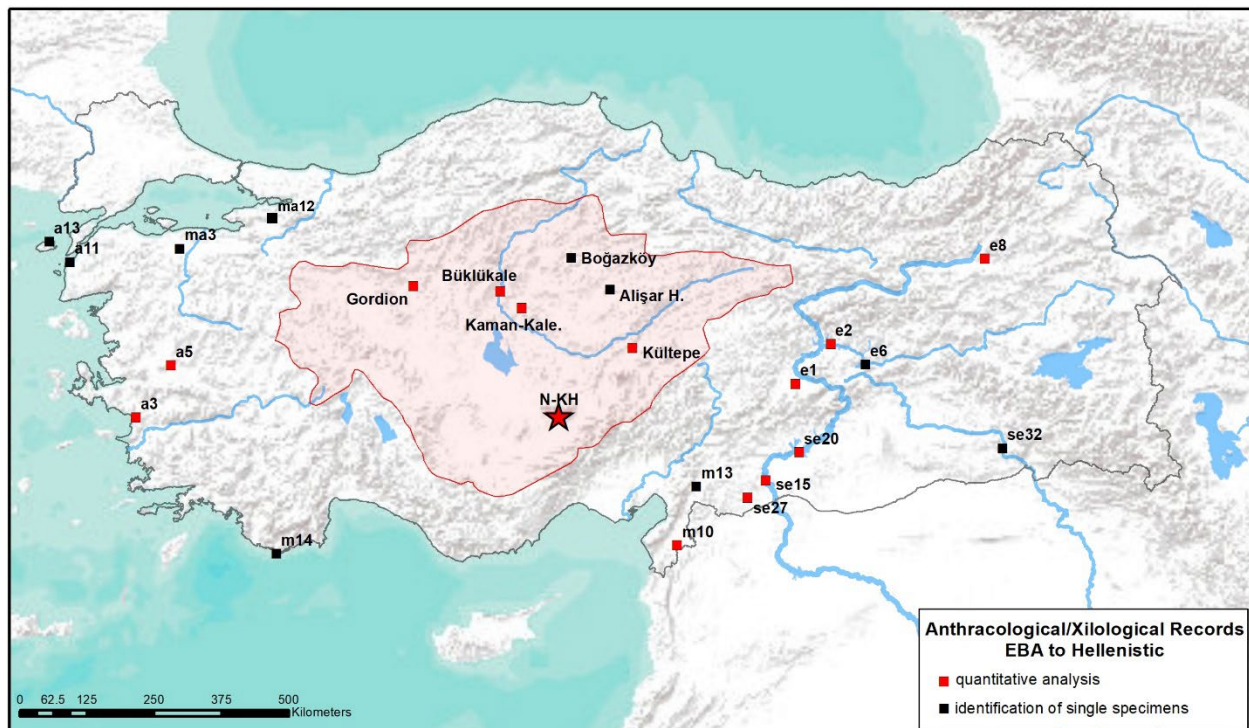 ma12
a13
ma3
a11
Boğazköy
e8
Büklükale
Gordion
Alişar H.
Kaman-Kale.
e2
Kültepe
e6
a5
e1
N-KH
a3
se20
se32
m13
se15
se27
m10
m14
Anthracological/Xilological Records
EBA to Hellenistic
quantitative analysis
identification of single specimens
0 62.5 125 250 375 500
Kilometers